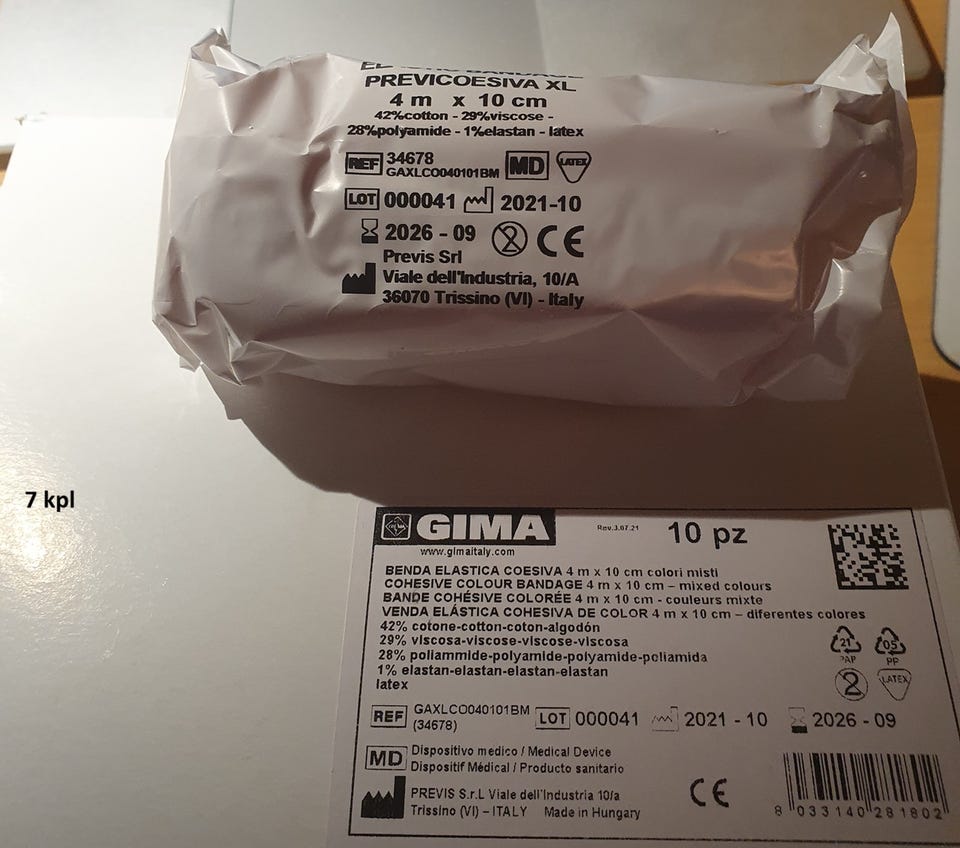 PREVICOESIVA XL
4 m x 10 cm
42%cotton - 29%viscose -
28%polyamide - 1%elastan - latex
REF 34678 MD LATEX
GAXLCO040101BM
LOT 000041 2021-10
2026 - 09 2 CE
Previs Srl
Viale dell'Industria, 10/A
36070 Trissino (VI) - Italy
7 kpl
GIMA Rev.3.07.21 10 pz
www.gimaitaly.com
BENDA ELASTICA COESIVA 4 m x 10 cm colori misti
COHESIVE COLOUR BANDAGE 4 m x 10 cm – mixed colours
BANDE COHÉSIVE COLORÉE 4 m x 10 cm - couleurs mixte
VENDA ELÁSTICA COHESIVA DE COLOR 4 m x 10 cm – diferentes colores
42% cotone-cotton-coton-algodón
29% viscosa-viscose-viscose-viscosa
28% poliammide-polyamide-polyamide-poliamida
1% elastan-elastan-elastan-elastan
latex
21 PAP 05 PP
2 LATEX
REF GAXLCO040101BM LOT 000041 2021 - 10 2026 - 09
(34678)
MD Dispositivo medico / Medical Device
Dispositif Médical / Producto sanitario
PREVIS S.r.L Viale dell'Industria 10/a
Trissino (VI) – ITALY Made in Hungary
CE
8 033140 281802